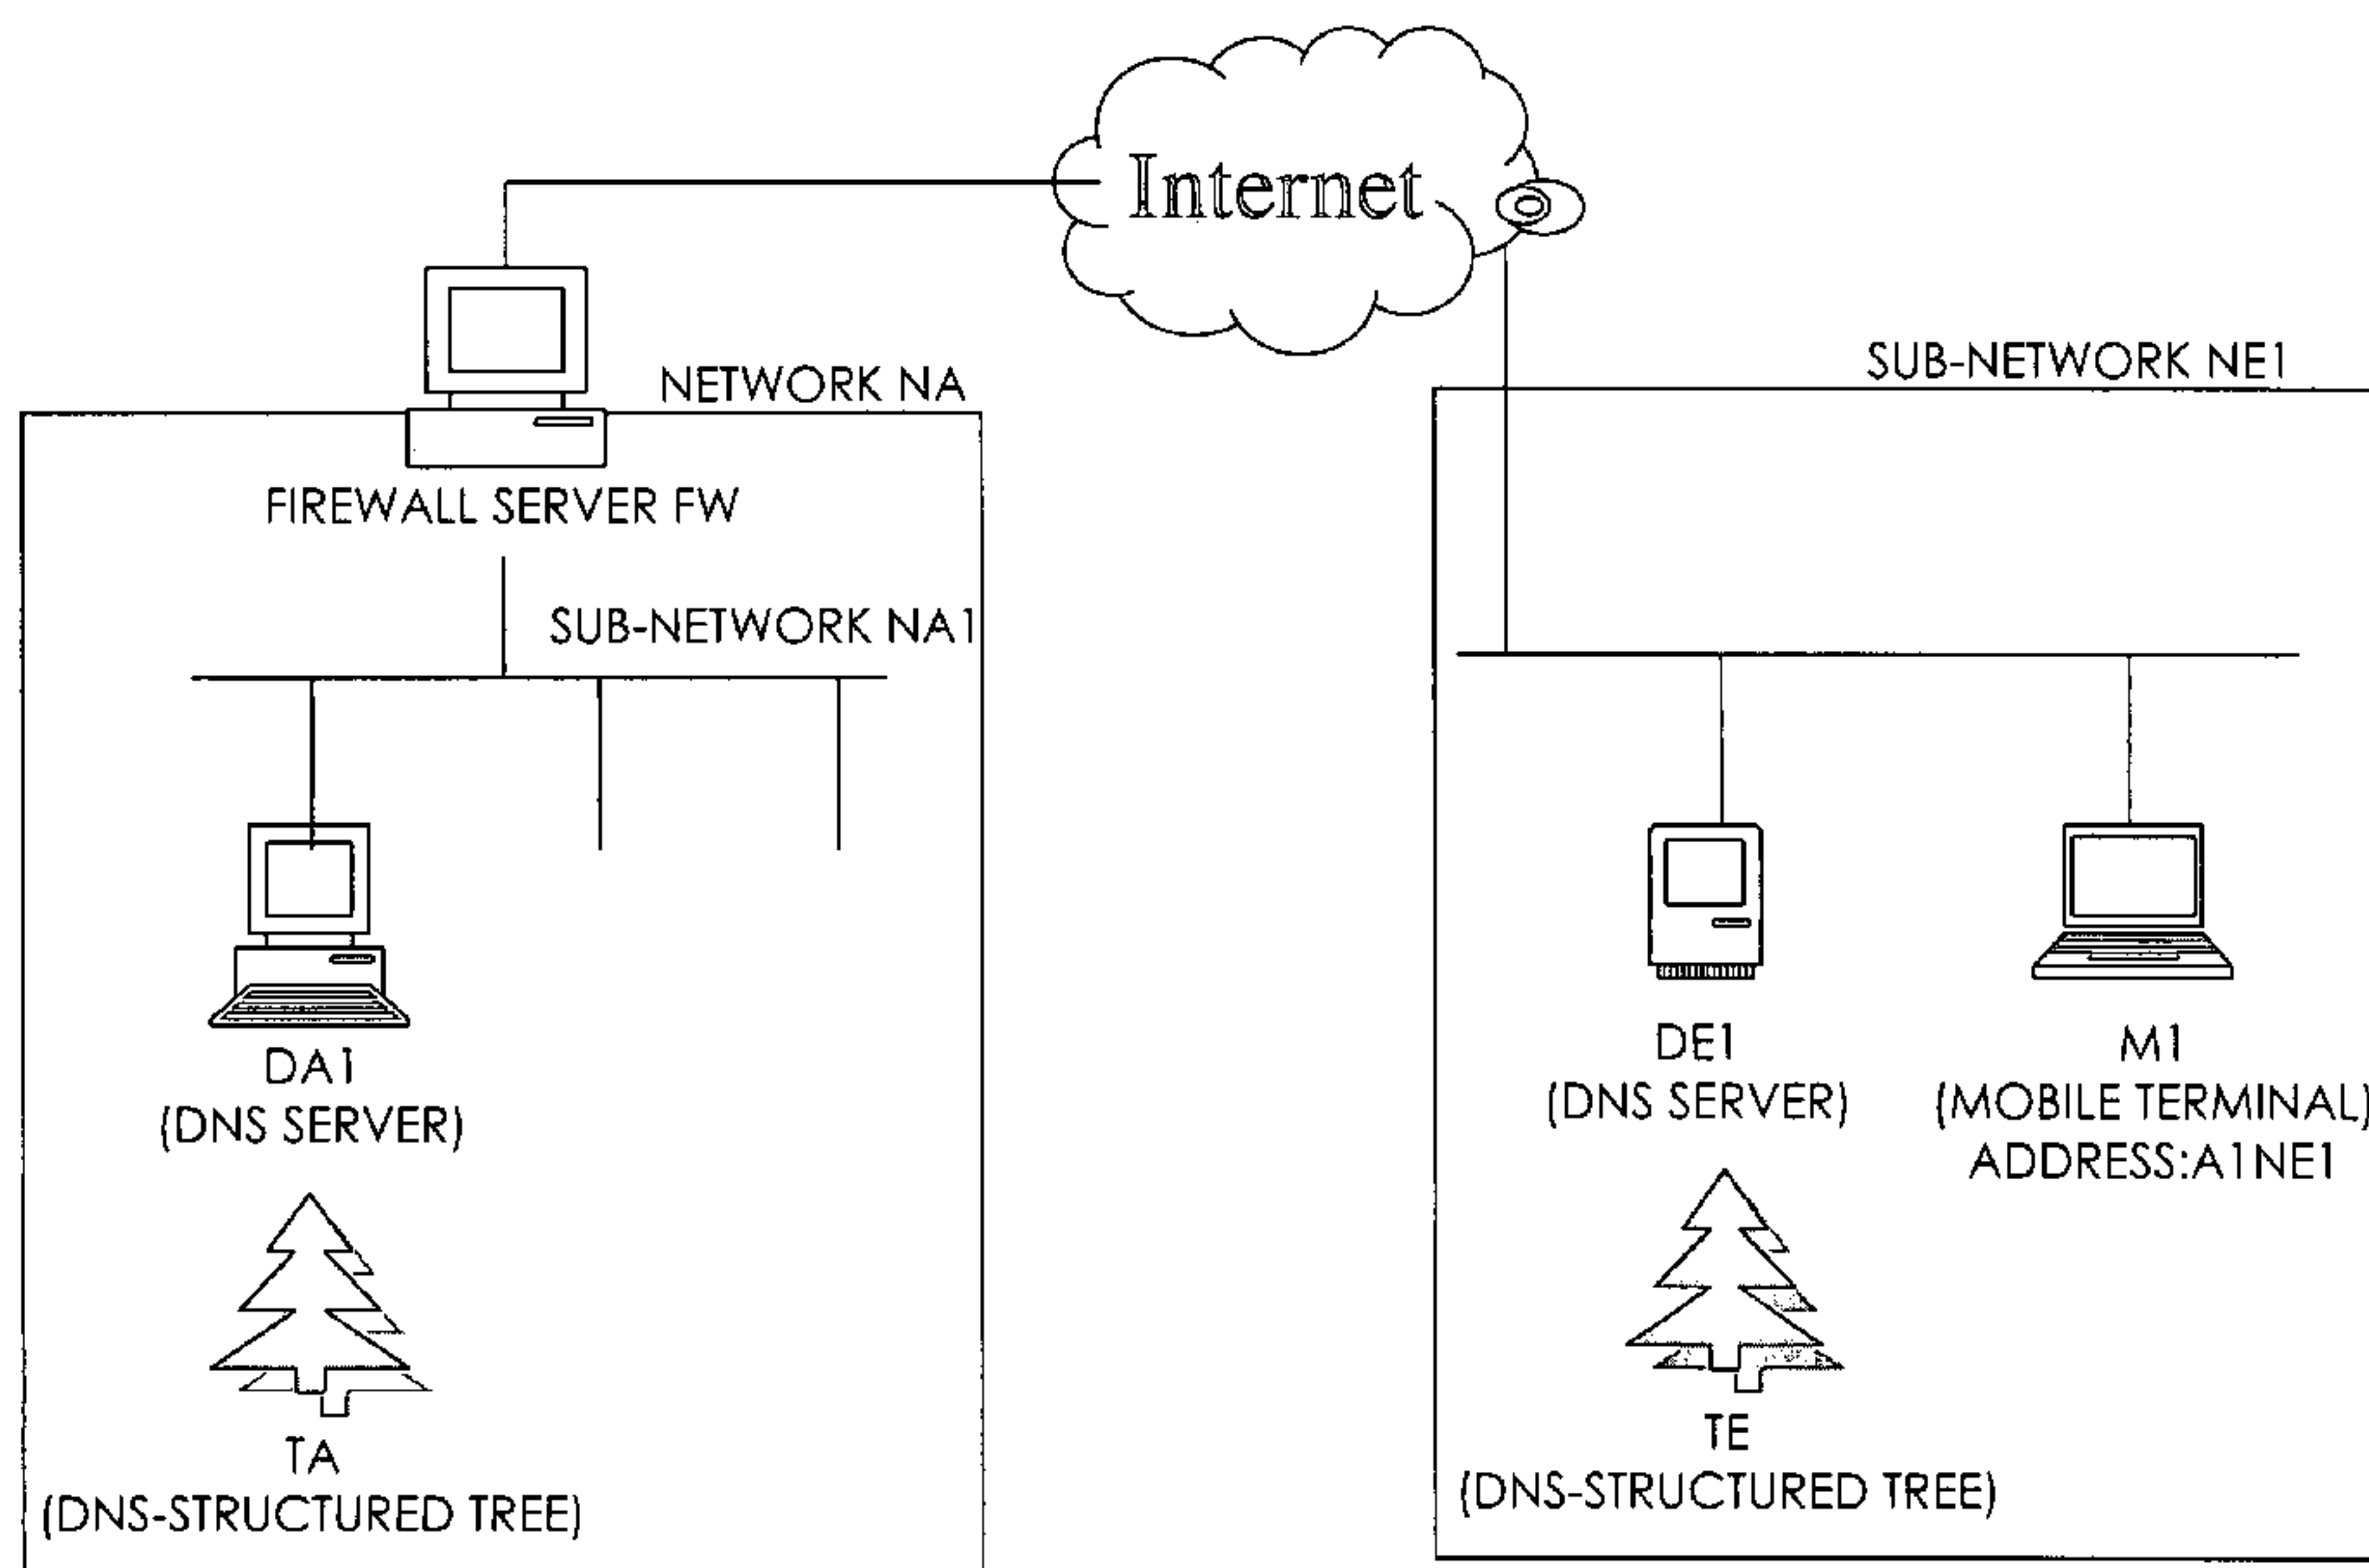 Internet
NETWORK NA
SUB-NETWORK NE1
FIREWALL SERVER FW
SUB-NETWORK NA1
DA1
(DNS SERVER)
TA
(DNS-STRUCTURED TREE)
DE1
(DNS SERVER)
M1
(MOBILE TERMINAL)
ADDRESS:A1NE1
TE
(DNS-STRUCTURED TREE)